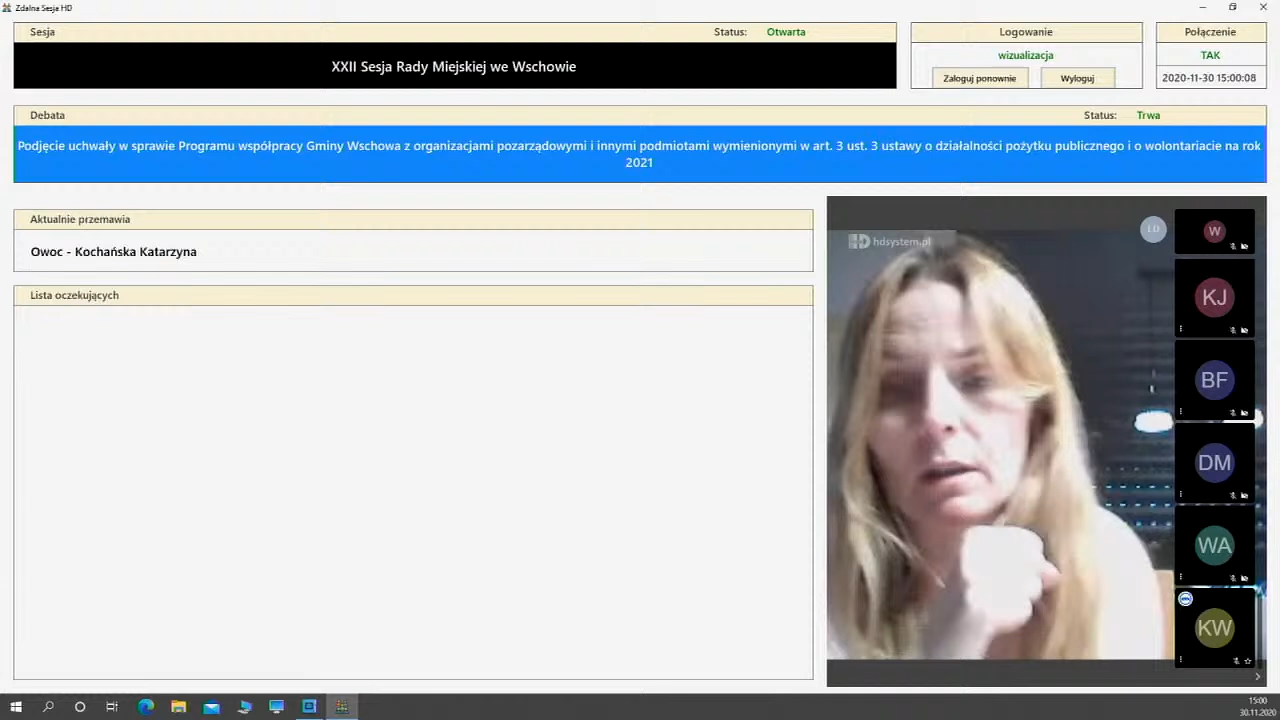 Zdalna Sesja HD
Sesja
Status: Otwarta
XXII Sesja Rady Miejskiej we Wschowie
Logowanie
wizualizacja
Zaloguj ponownie
Wyloguj
Połączenie
TAK
2020-11-30 15:00:08
Debata
Status: Trwa
Podjęcie uchwały w sprawie Programu współpracy Gminy Wschowa z organizacjami pozarządowymi i innymi podmiotami wymienionymi w art. 3 ust. 3 ustawy o działalności pożytku publicznego i o wolontariacie na rok
2021
Aktualnie przemawia
Owoc - Kochańska Katarzyna
Lista oczekujących
hdsystem.pl
LD
W
KJ
BF
DM
WA
KW
15:00
30.11.2020